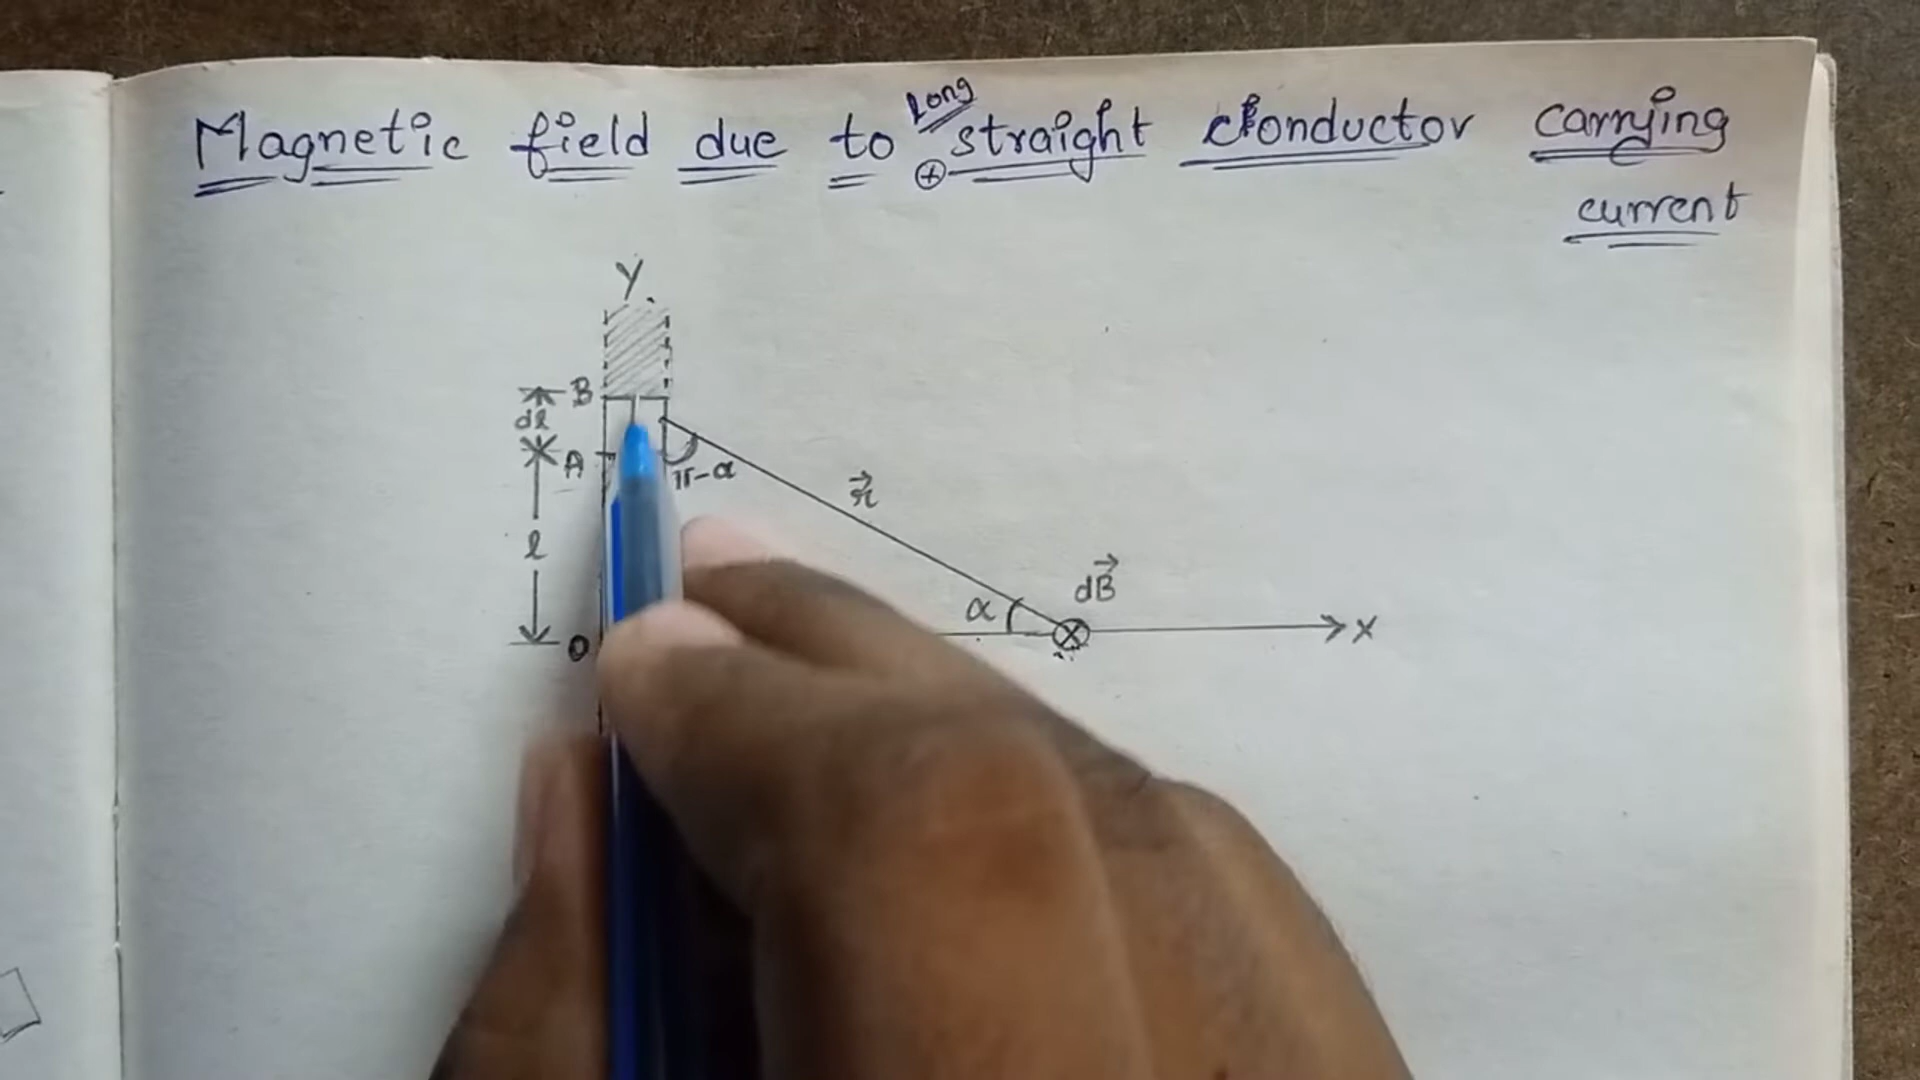 Long
Magnetic field due to straight conductor carrying
current
Y
B
dl
A
π-α
r⃗
l
dB⃗
α
O
X